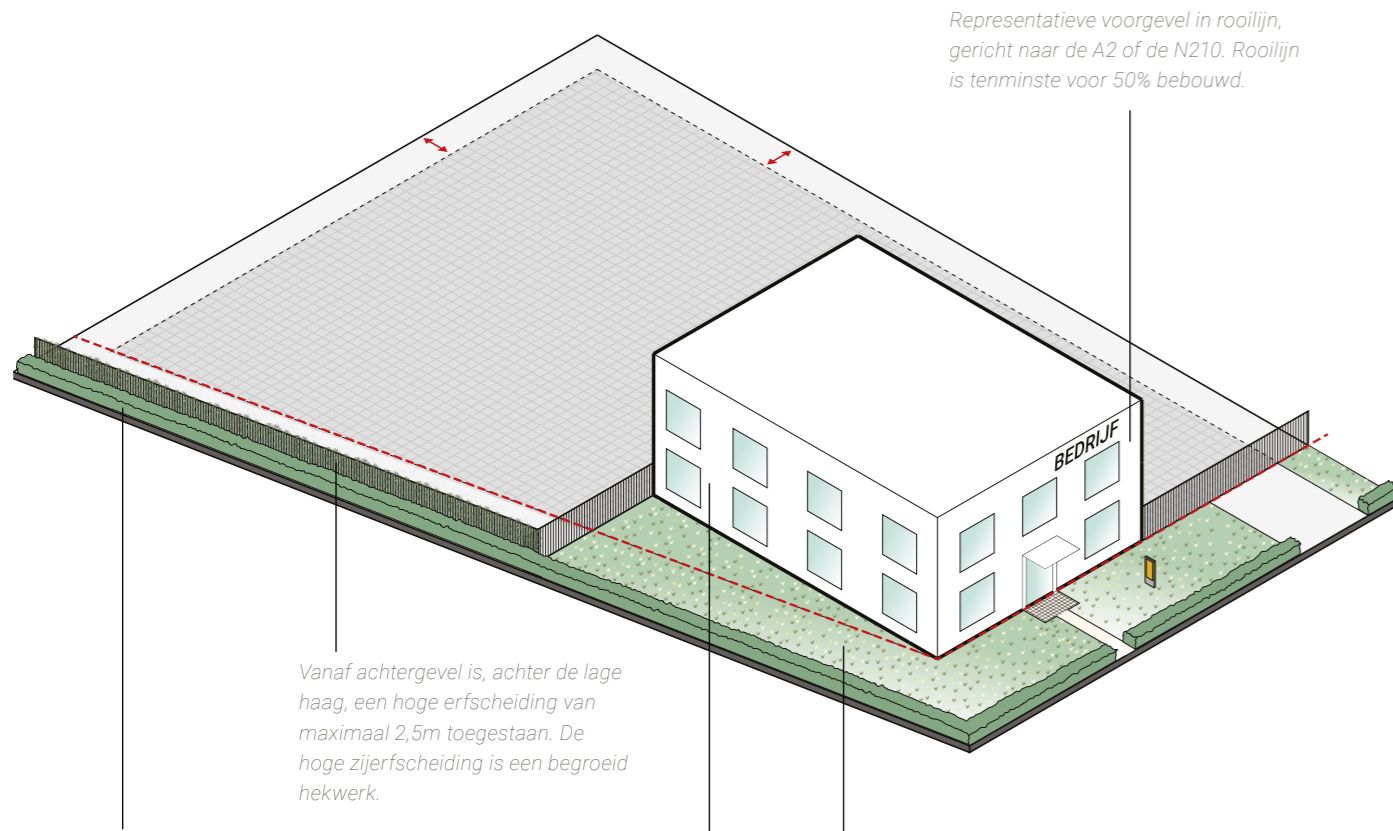 Representatieve voorgevel in rooilijn,
gericht naar de A2 of de N210. Rooilijn
is tenminste voor 50% bebouwd.
BEDRIJF
Vanaf achtergevel is, achter de lage
haag, een hoge erfscheiding van
maximaal 2,5m toegestaan. De
hoge zijerfscheiding is een begroeid
hekwerk.